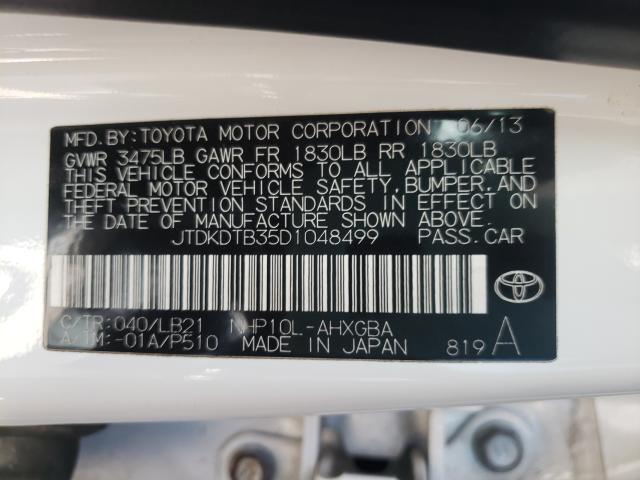 MFD. BY: TOYOTA MOTOR CORPORATION 06/13
GVWR 3475LB GAWR FR 1830LB RR 1830LB
THIS VEHICLE CONFORMS TO ALL APPLICABLE
FEDERAL MOTOR VEHICLE SAFETY, BUMPER, AND
THEFT PREVENTION STANDARDS IN EFFECT ON
THE DATE OF MANUFACTURE SHOWN ABOVE.
JTDKDTB35D1048499 PASS. CAR
C/TR: 040/LB21 NHP10L-AHXGBA
A/TM: -01A/P510 MADE IN JAPAN 819 A